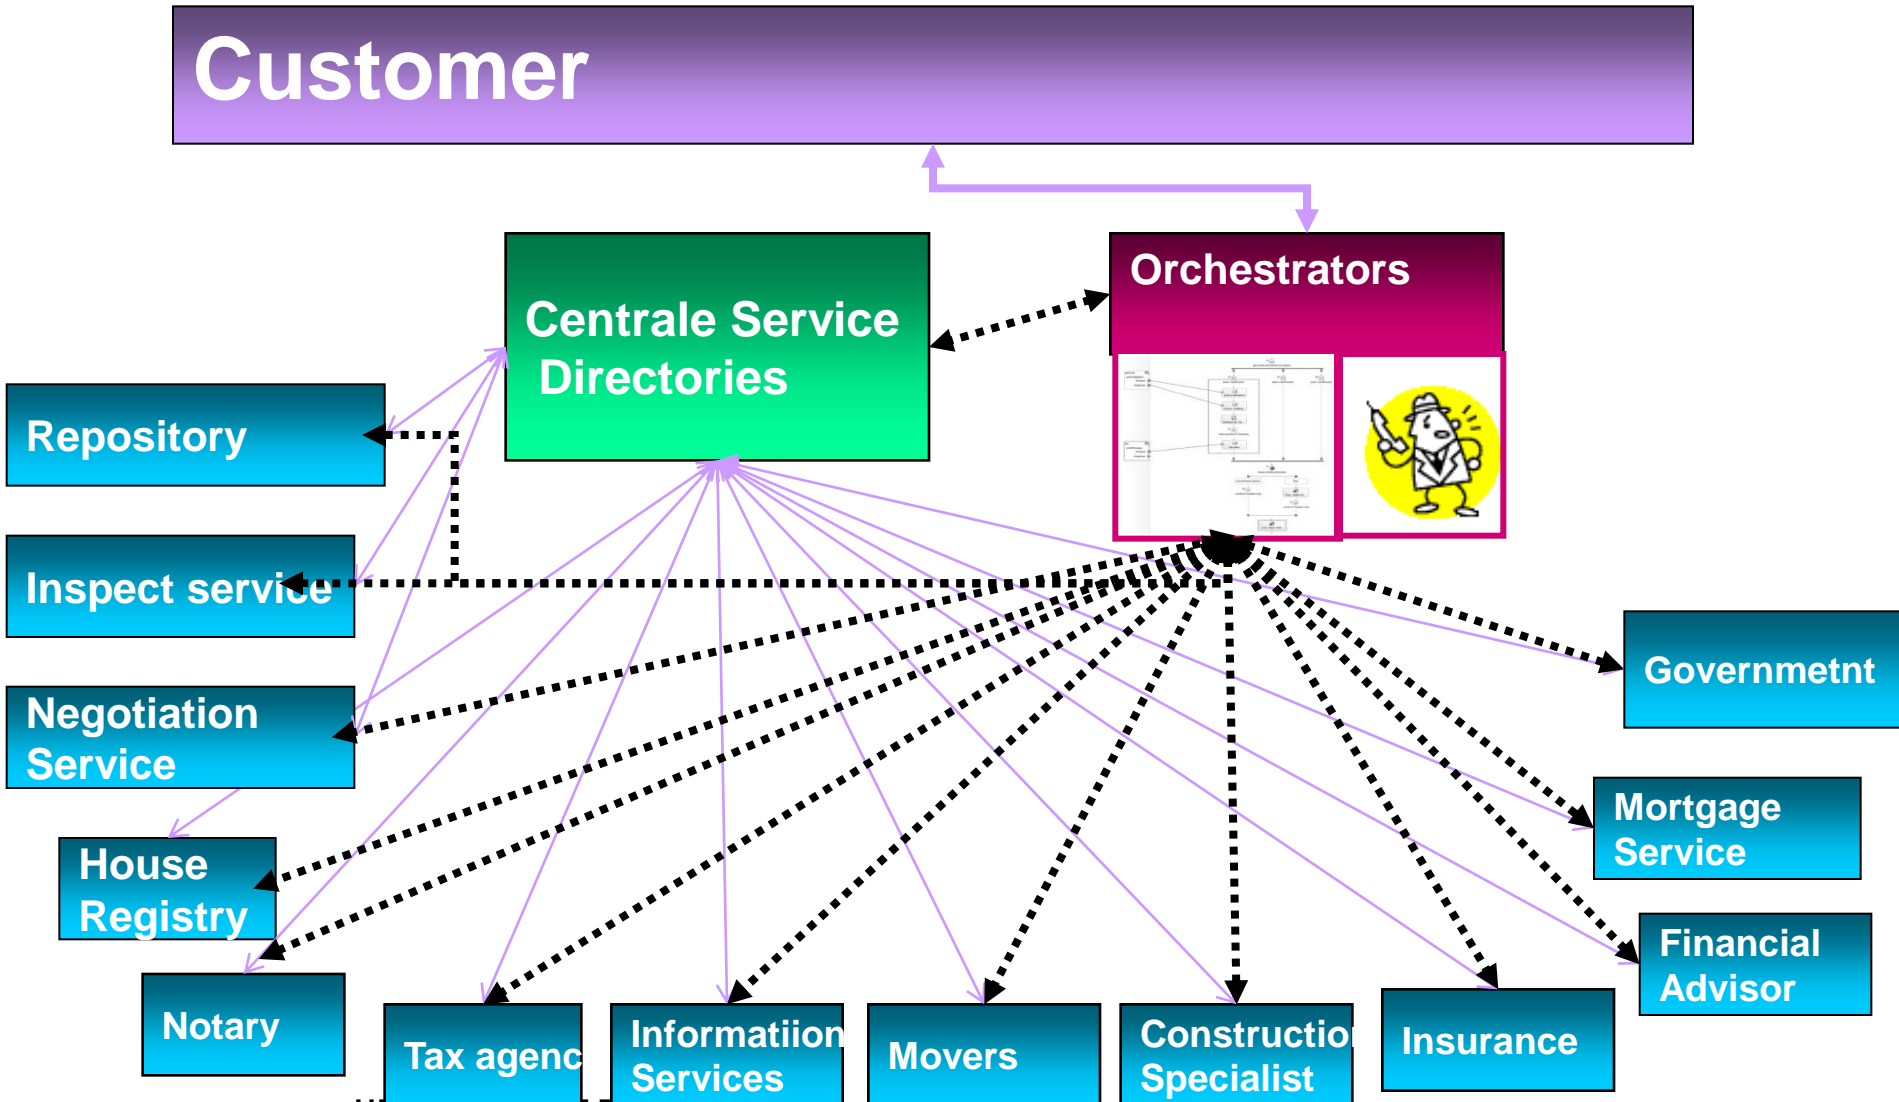 Customer
Orchestrators
Centrale Service
Directories
Repository
Inspect service
Negotiation
Service
Governmetnt
Mortgage
Service
House
Registry
Financial
Advisor
Notary
Tax agenc
Informatiion
Services
Movers
Constructio
Specialist
Insurance